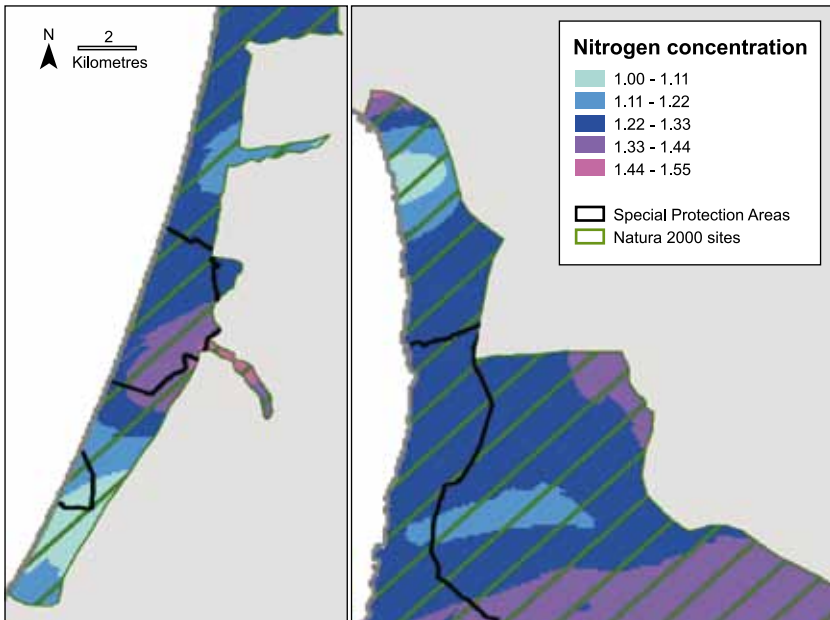 N
2
Kilometres
Nitrogen concentration
1.00 - 1.11
1.11 - 1.22
1.22 - 1.33
1.33 - 1.44
1.44 - 1.55
Special Protection Areas
Natura 2000 sites